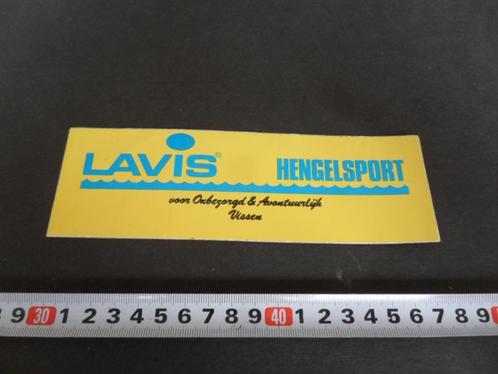 LAVIS® HENGELSPORT
voor Onbezorgd & Avontuurlijk
Vissen
9 30 1 2 3 4 5 6 7 8 9 40 1 2 3 4 5 6 7 8 9